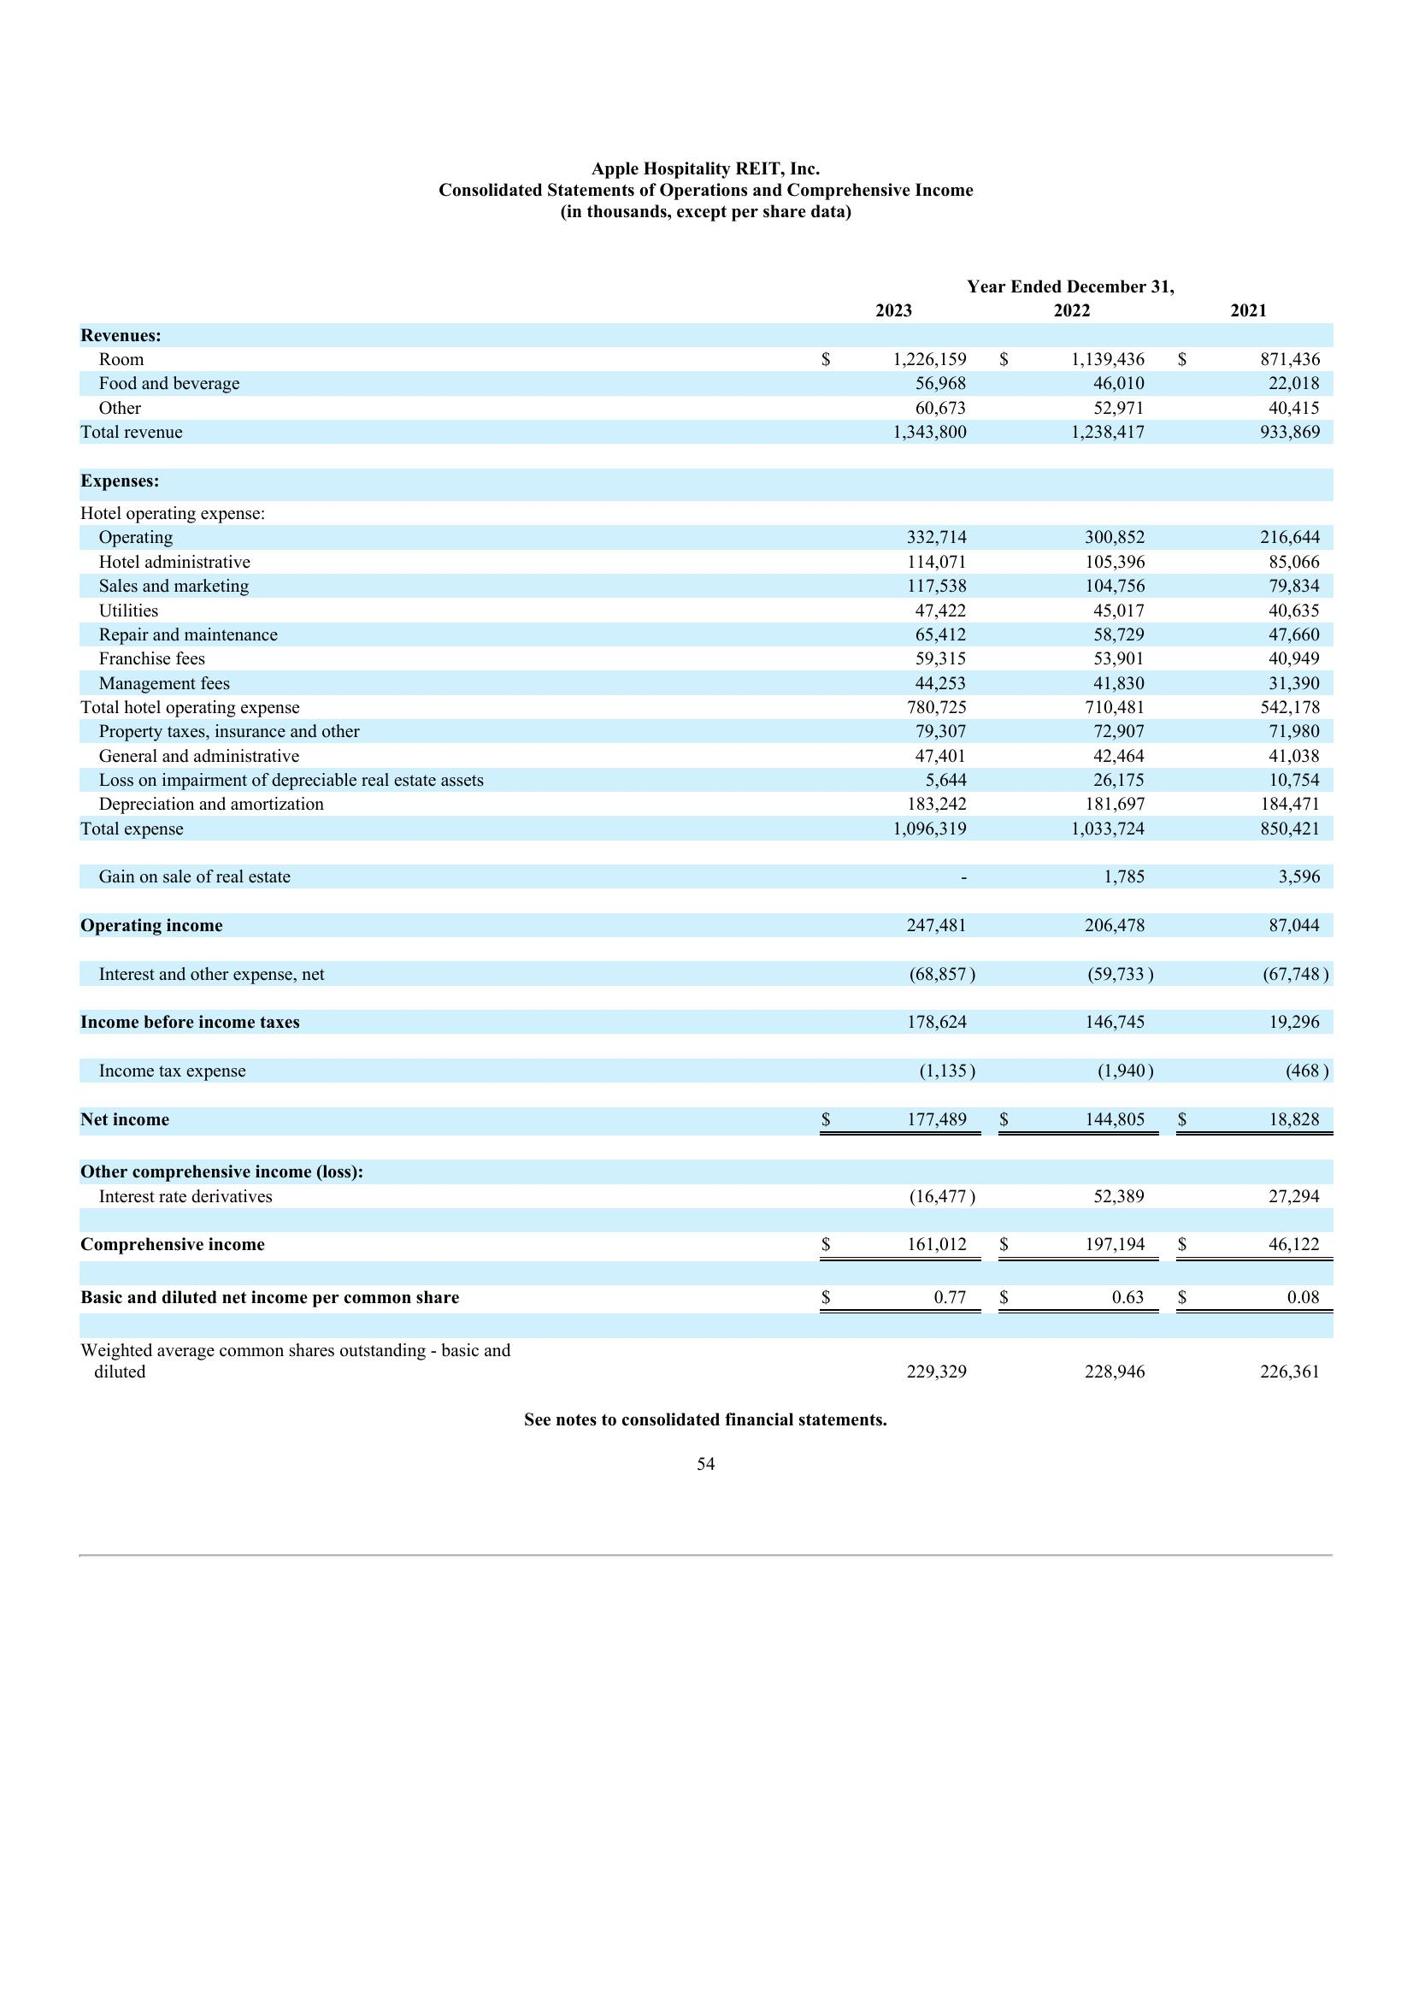 Apple Hospitality REIT, Inc.
Consolidated Statements of Operations and Comprehensive Income
(in thousands, except per share data)
Year Ended December 31,
2023 2022 2021
Revenues:
Room $ 1,226,159 $ 1,139,436 $ 871,436
Food and beverage 56,968 46,010 22,018
Other 60,673 52,971 40,415
Total revenue 1,343,800 1,238,417 933,869
Expenses:
Hotel operating expense:
Operating 332,714 300,852 216,644
Hotel administrative 114,071 105,396 85,066
Sales and marketing 117,538 104,756 79,834
Utilities 47,422 45,017 40,635
Repair and maintenance 65,412 58,729 47,660
Franchise fees 59,315 53,901 40,949
Management fees 44,253 41,830 31,390
Total hotel operating expense 780,725 710,481 542,178
Property taxes, insurance and other 79,307 72,907 71,980
General and administrative 47,401 42,464 41,038
Loss on impairment of depreciable real estate assets 5,644 26,175 10,754
Depreciation and amortization 183,242 181,697 184,471
Total expense 1,096,319 1,033,724 850,421
Gain on sale of real estate - 1,785 3,596
Operating income 247,481 206,478 87,044
Interest and other expense, net (68,857 ) (59,733 ) (67,748 )
Income before income taxes 178,624 146,745 19,296
Income tax expense (1,135 ) (1,940 ) (468 )
Net income $ 177,489 $ 144,805 $ 18,828
Other comprehensive income (loss):
Interest rate derivatives (16,477 ) 52,389 27,294
Comprehensive income $ 161,012 $ 197,194 $ 46,122
Basic and diluted net income per common share $ 0.77 $ 0.63 $ 0.08
Weighted average common shares outstanding - basic and
diluted 229,329 228,946 226,361
See notes to consolidated financial statements.
54